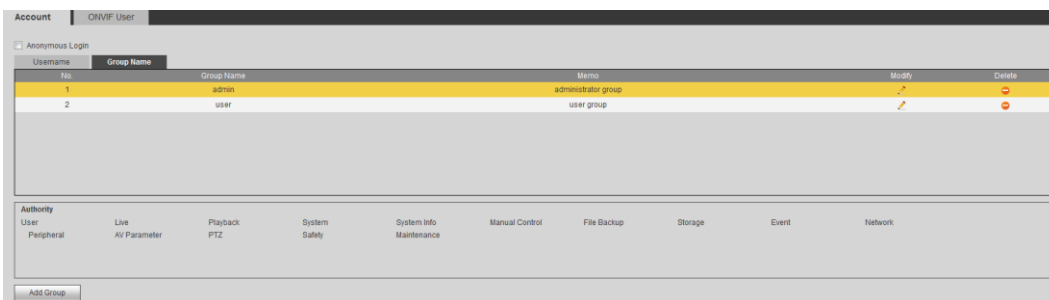 Account ONVIF User
Anonymous Login
Username Group Name
No. Group Name Memo Modify Delete
1 admin administrator group
2 user user group
Authority
User Live Playback System System Info Manual Control File Backup Storage Event Network
Peripheral AV Parameter PTZ Safety Maintenance
Add Group